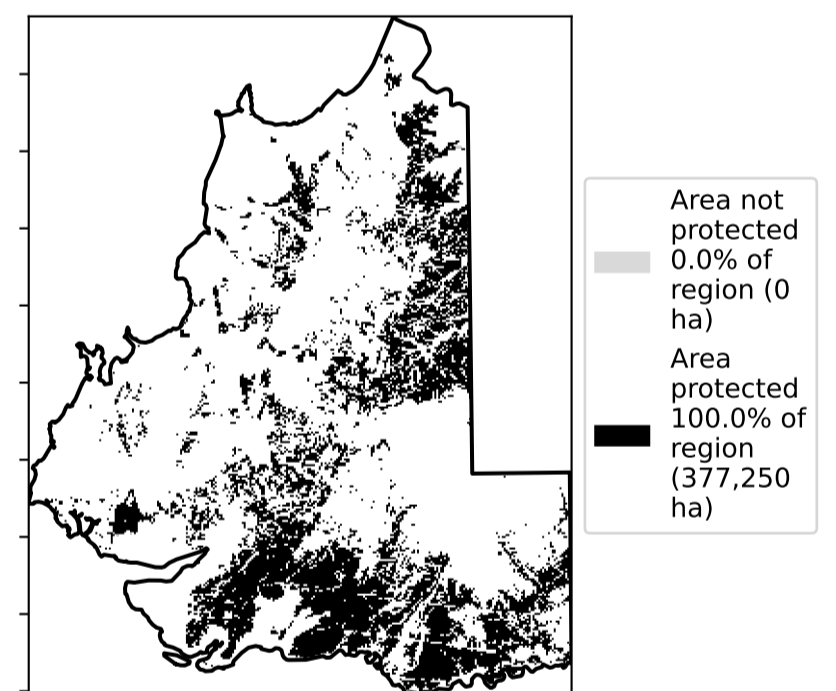 Area not
protected
0.0% of
region (0
ha)
Area
protected
100.0% of
region
(377,250
ha)